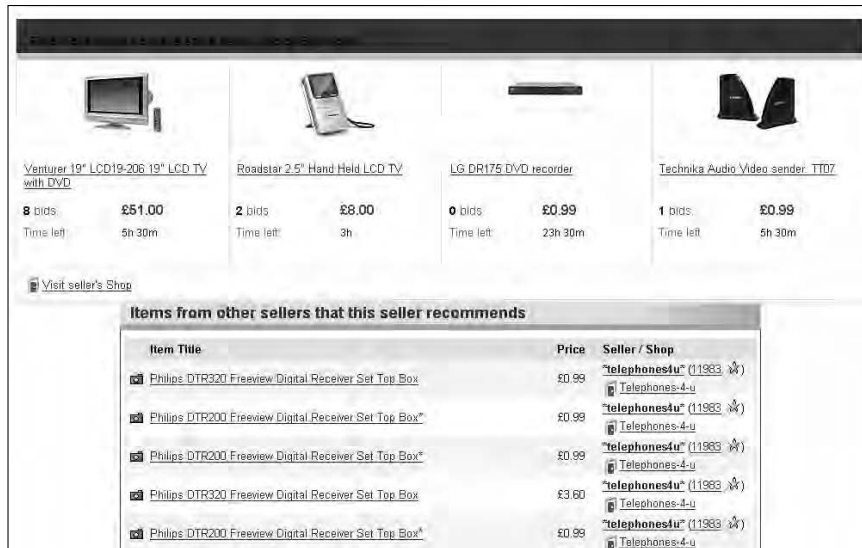 Venturer 19" LCD19-206 19" LCD TV
with DVD
8 bids £51.00
Time left: 5h 30m
Roadstar 2.5" Hand Held LCD TV
2 bids £8.00
Time left: 3h
LG DR175 DVD recorder
0 bids £0.99
Time left: 23h 30m
Technika Audio Video sender TT07
1 bids £0.99
Time left: 5h 30m
Visit seller's Shop
Items from other sellers that this seller recommends
Item Title Price Seller / Shop
Philips DTR320 Freeview Digital Receiver Set Top Box £0.99 *telephones4u* (11983)
Telephones-4-u
Philips DTR200 Freeview Digital Receiver Set Top Box* £0.99 *telephones4u* (11983)
Telephones-4-u
Philips DTR200 Freeview Digital Receiver Set Top Box* £0.99 *telephones4u* (11983)
Telephones-4-u
Philips DTR320 Freeview Digital Receiver Set Top Box £3.60 *telephones4u* (11983)
Telephones-4-u
Philips DTR200 Freeview Digital Receiver Set Top Box* £0.99 *telephones4u* (11983)
Telephones-4-u